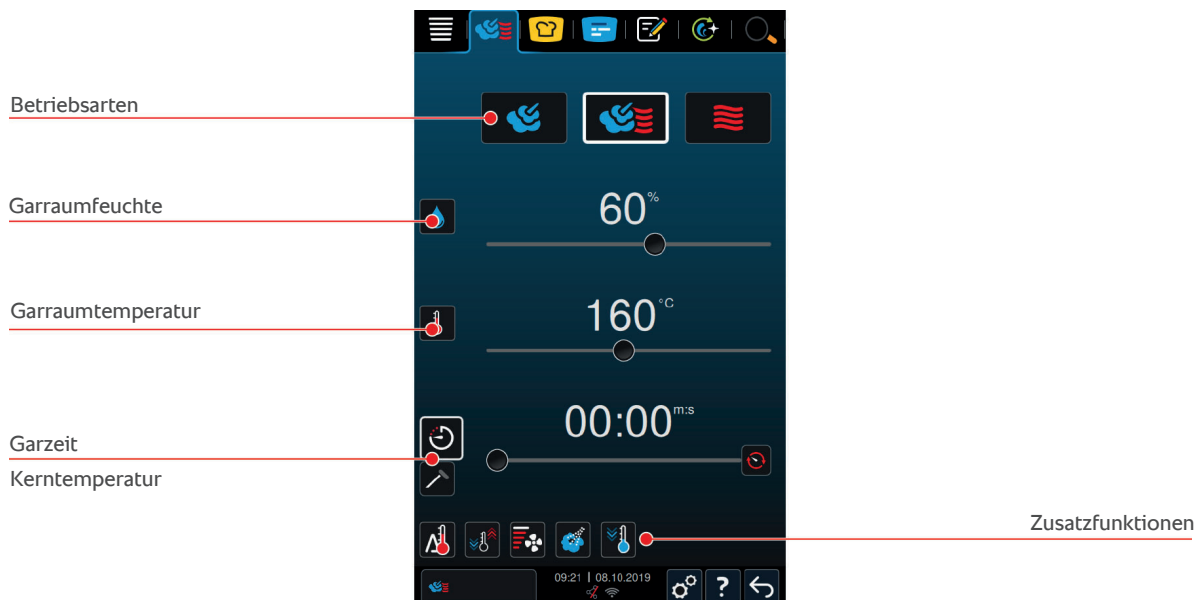 Betriebsarten
Garraumfeuchte
60%
Garraumtemperatur
160°C
00:00 m:s
Garzeit
Kerntemperatur
Zusatzfunktionen
09:21 | 08.10.2019
?